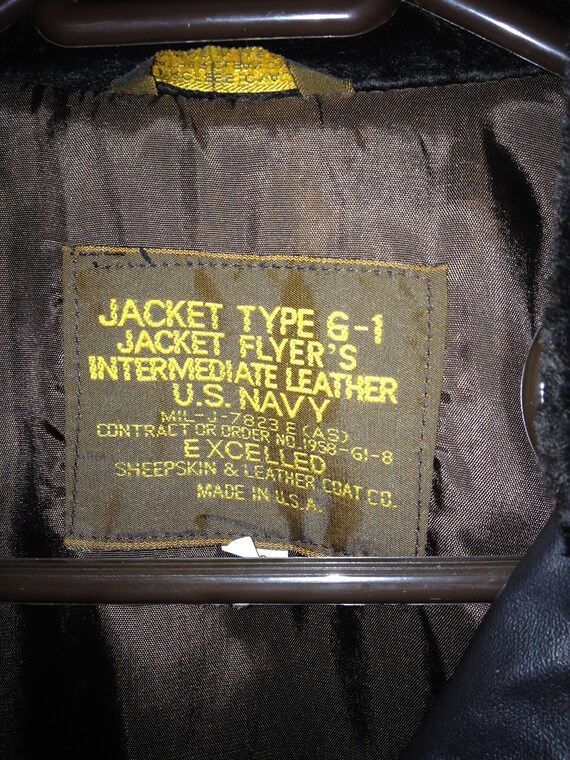 JACKET TYPE G-1
JACKET FLYER'S
INTERMEDIATE LEATHER
U.S. NAVY
MIL-J-7823 E (AS)
CONTRACT OR ORDER NO. 1958-GI-8
EXCELLED
SHEEPSKIN & LEATHER COAT CO.
MADE IN U.S.A.